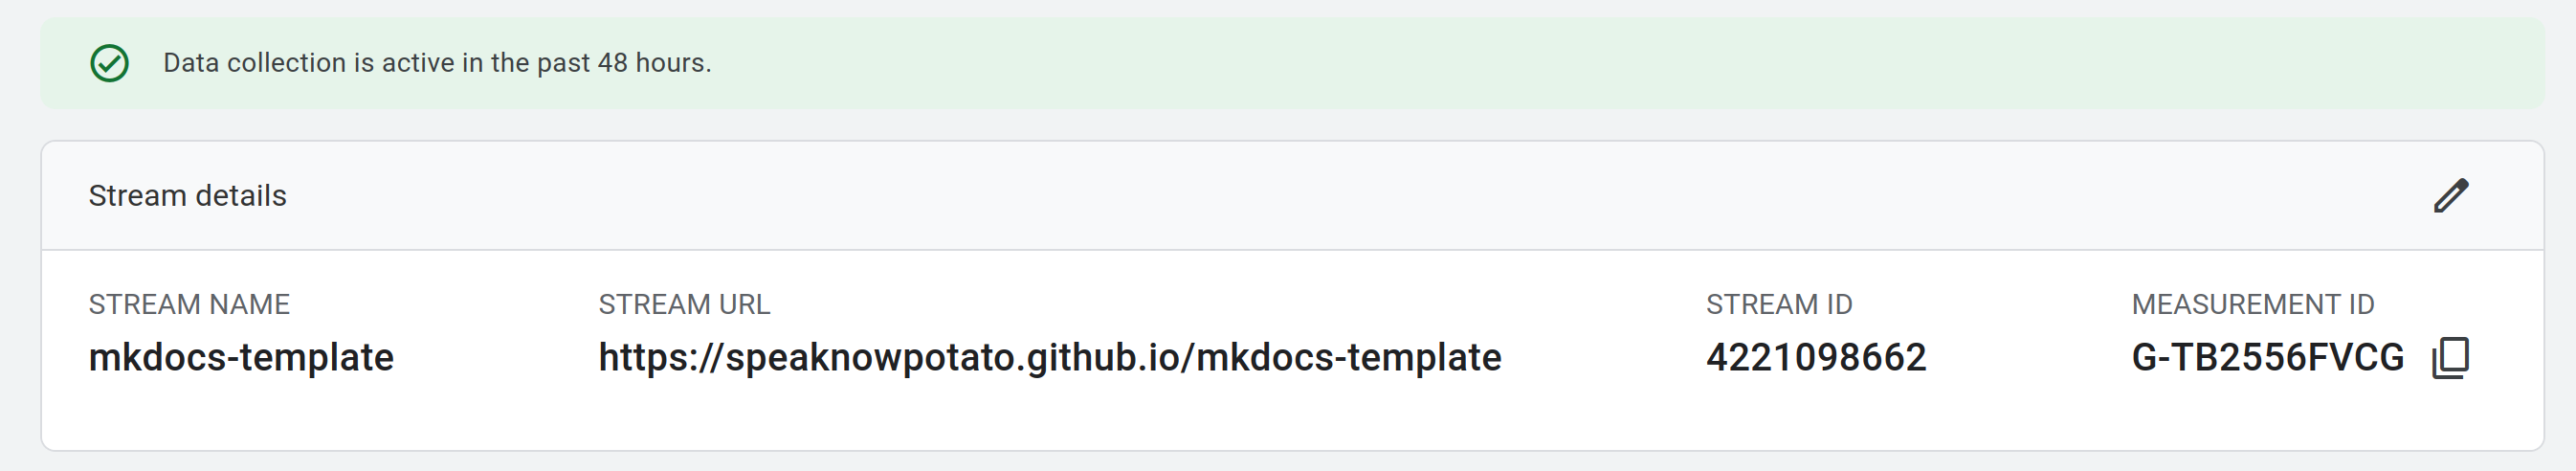 Data collection is active in the past 48 hours.
Stream details
STREAM NAME
mkdocs-template
STREAM URL
https://speaknowpotato.github.io/mkdocs-template
STREAM ID
4221098662
MEASUREMENT ID
G-TB2556FVCG